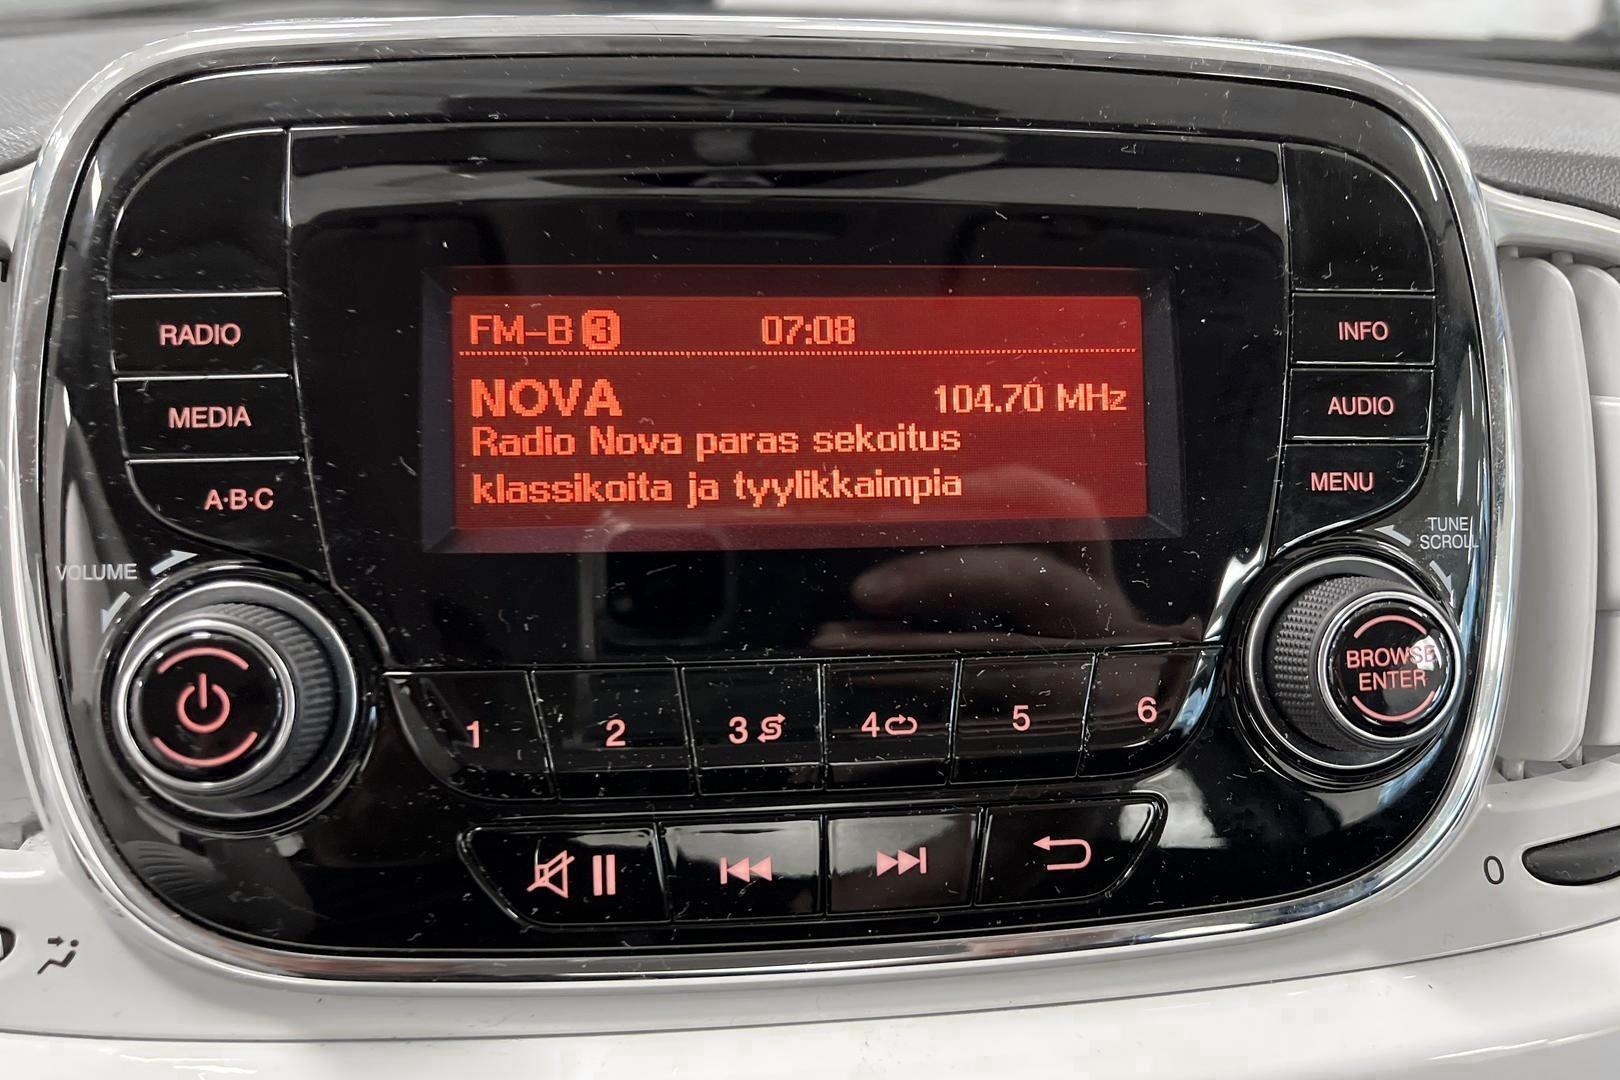 FM-B 3 07:08
NOVA 104.70 MHz
Radio Nova paras sekoitus
klassikoita ja tyylikkaimpia
RADIO
MEDIA
A·B·C
INFO
AUDIO
MENU
VOLUME
TUNE
SCROLL
BROWSE
ENTER
1 2 3 4 5 6
0